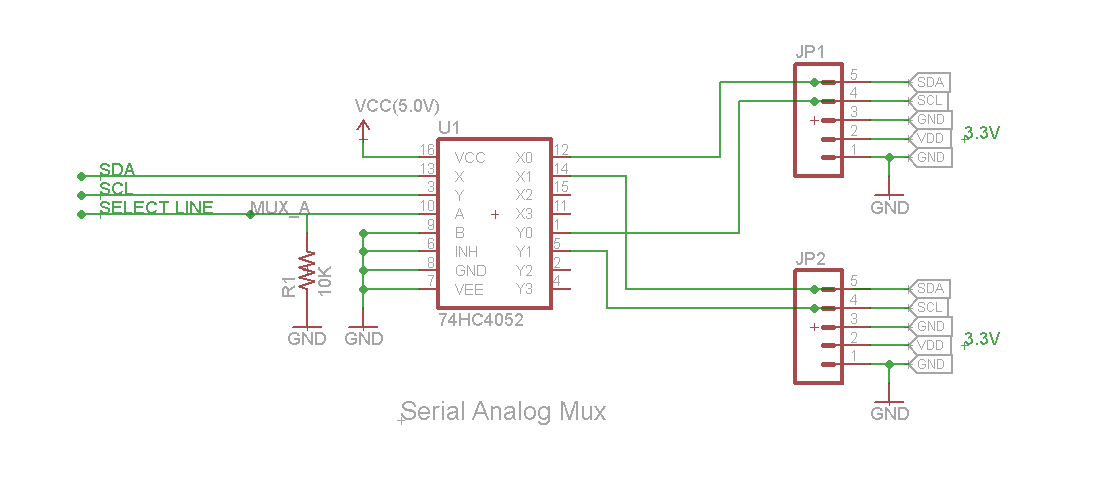 JP1
VCC(5.0V)
U1
5 SDA
4 SCL
3 GND
2 VDD 3.3V
1 GND
GND
16 VCC X0 12
SDA 13 X X1 14
SCL 3 Y X2 15
SELECT LINE MUX_A 10 A X3 11
9 B Y0 1
6 INH Y1 5
8 GND Y2 2
7 VEE Y3 4
R1 10K
74HC4052
GND GND
JP2
5 SDA
4 SCL
3 GND
2 VDD 3.3V
1 GND
GND
Serial Analog Mux